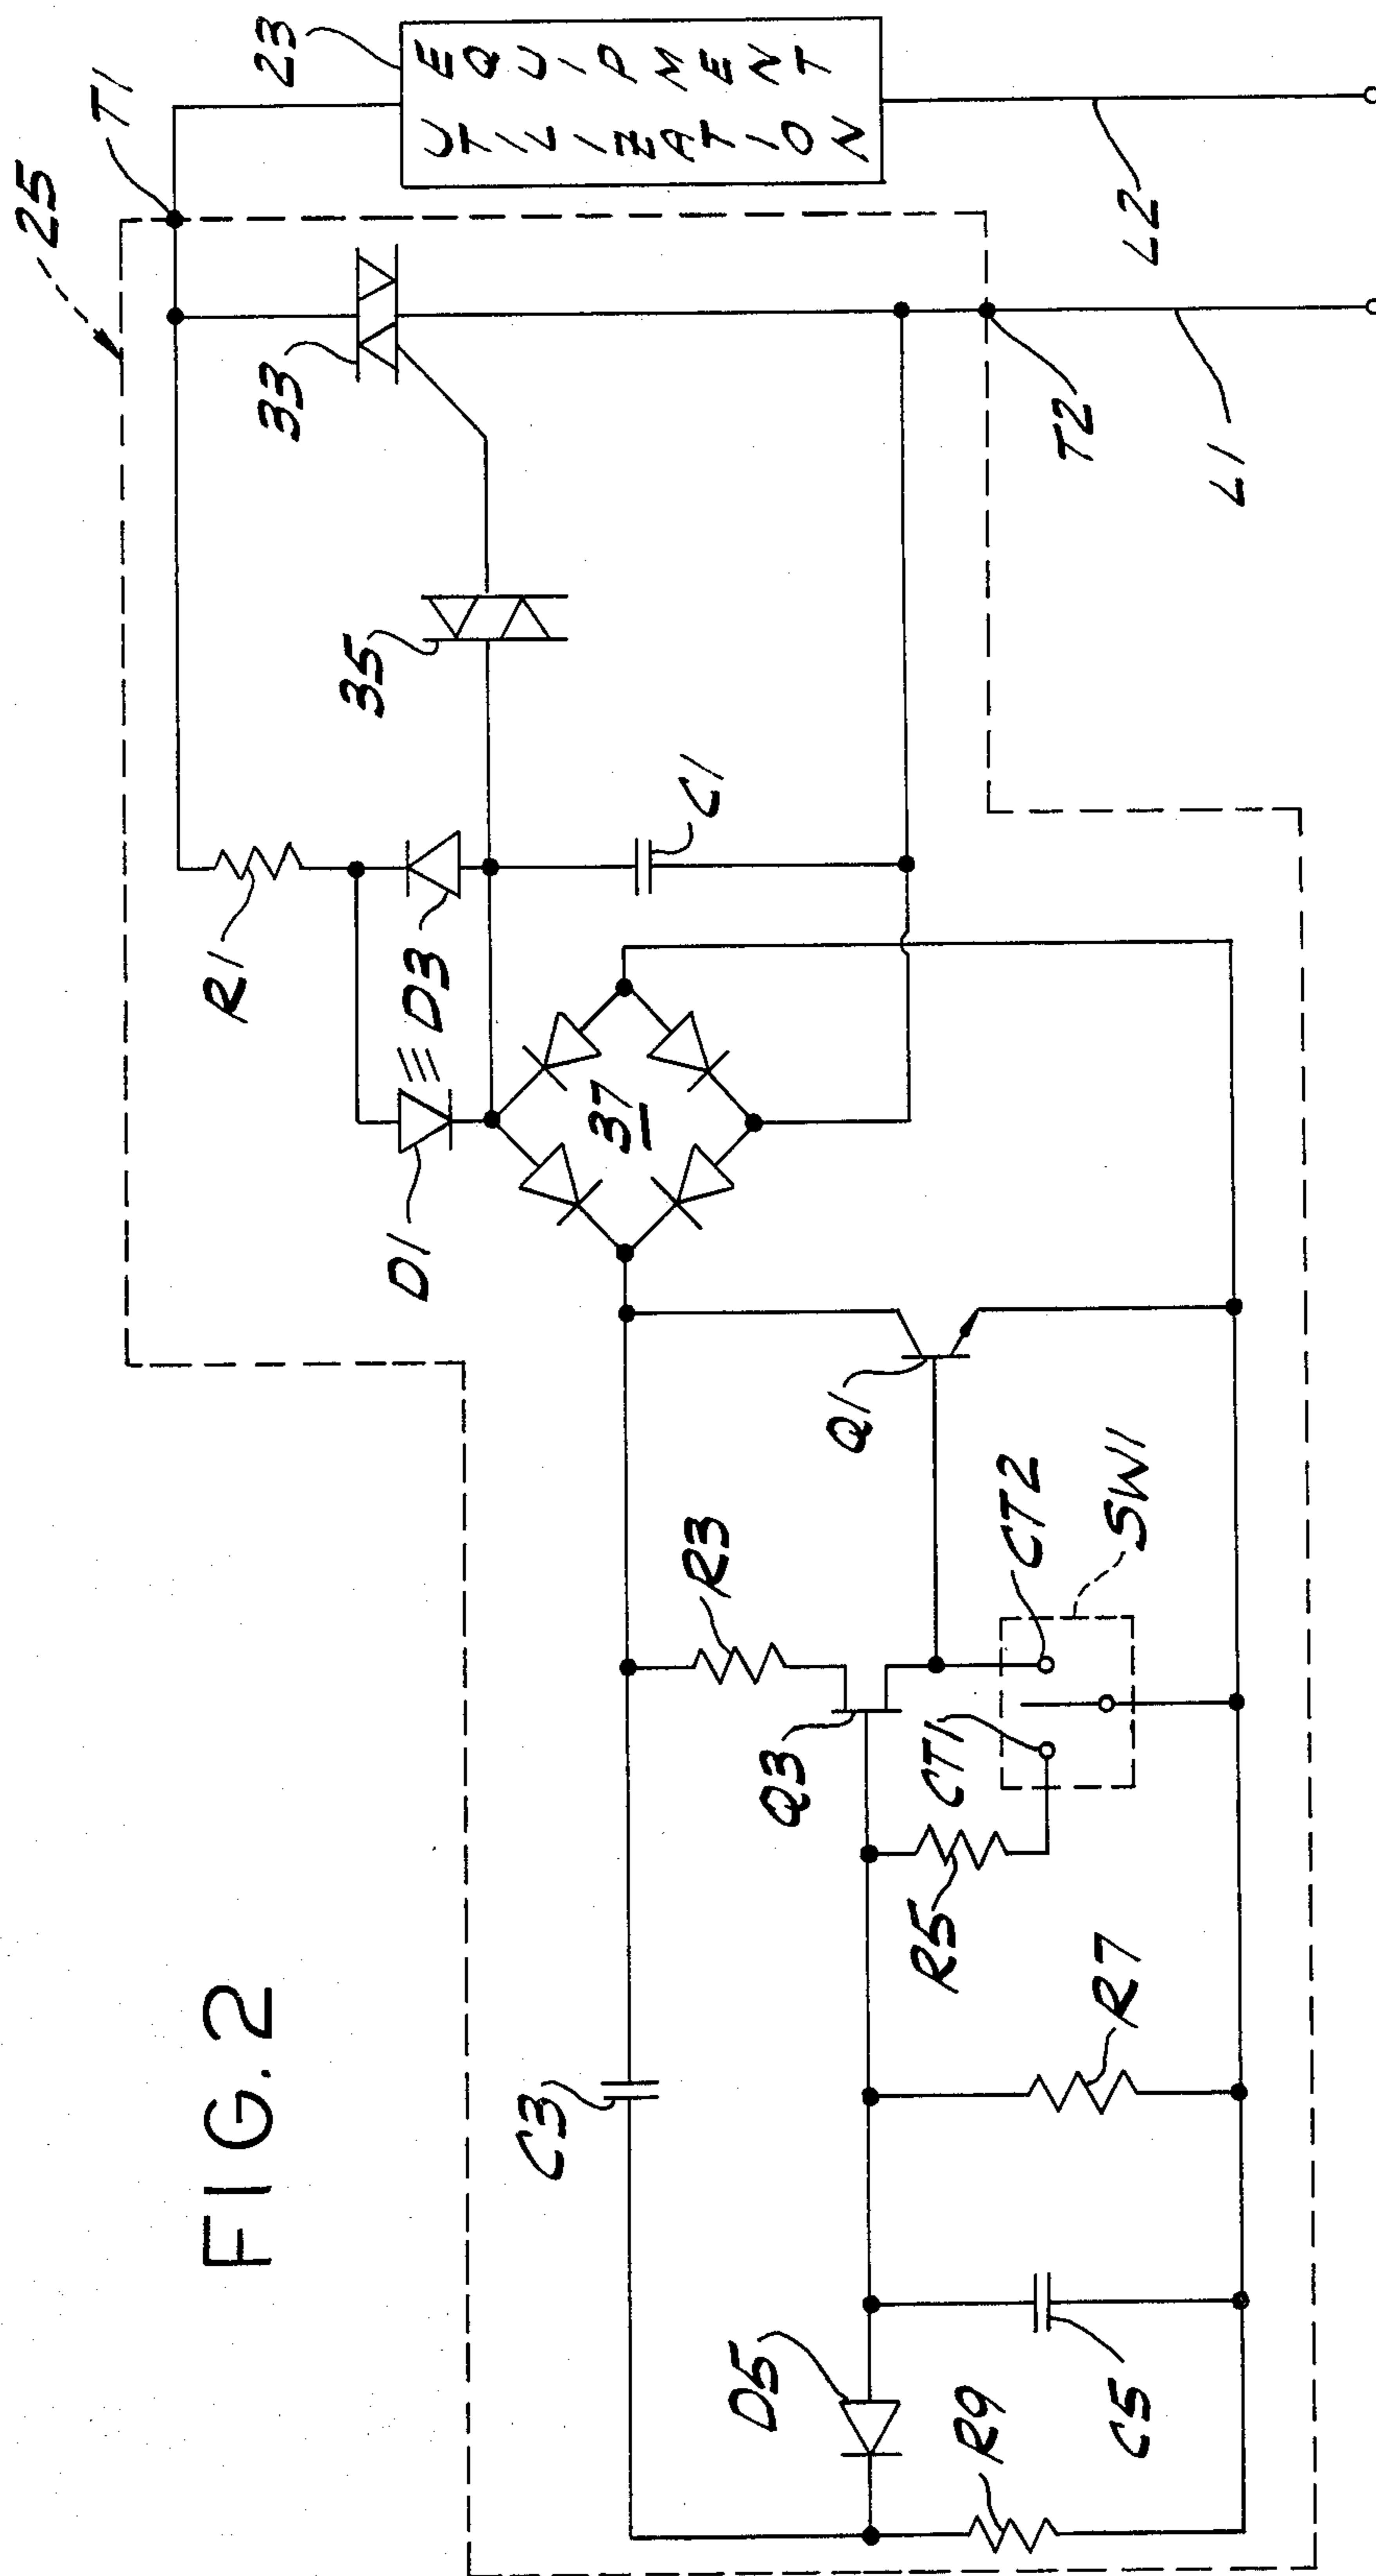 FIG. 2
25
T1
23
UTILIZATION
EQUIPMENT
33
35
R1
D1
D3
C1
37
T2
L1
L2
Q1
R3
Q3
CT1
CT2
SW1
R5
R7
C3
D5
C5
R9